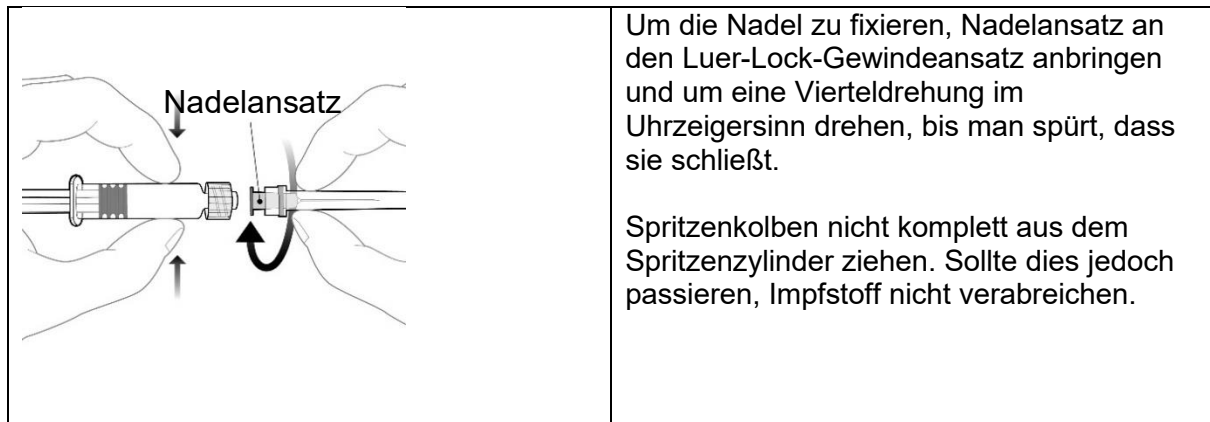 Nadelansatz
Um die Nadel zu fixieren, Nadelansatz an
den Luer-Lock-Gewindeansatz anbringen
und um eine Vierteldrehung im
Uhrzeigersinn drehen, bis man spürt, dass
sie schließt.
Spritzenkolben nicht komplett aus dem
Spritzenzylinder ziehen. Sollte dies jedoch
passieren, Impfstoff nicht verabreichen.